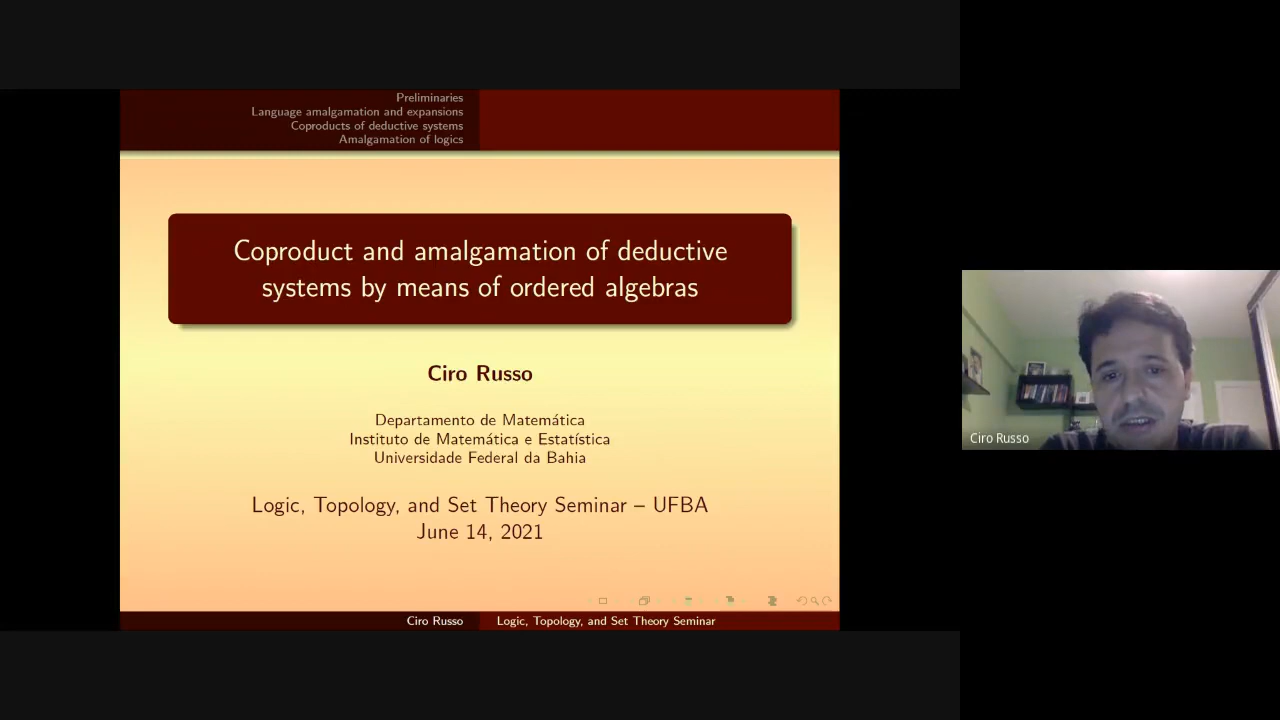 Preliminaries
Language amalgamation and expansions
Coproducts of deductive systems
Amalgamation of logics
Coproduct and amalgamation of deductive
systems by means of ordered algebras
Ciro Russo
Departamento de Matemática
Instituto de Matemática e Estatística
Universidade Federal da Bahia
Logic, Topology, and Set Theory Seminar – UFBA
June 14, 2021
Ciro Russo
Logic, Topology, and Set Theory Seminar
Ciro Russo